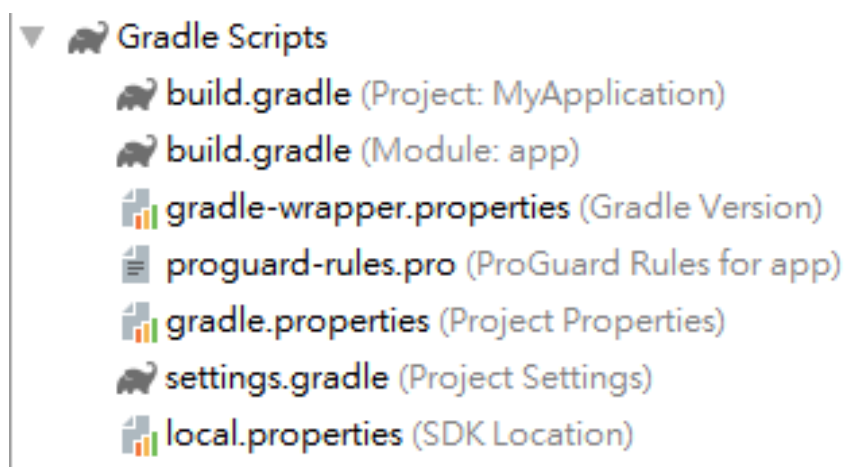 Gradle Scripts
build.gradle (Project: MyApplication)
build.gradle (Module: app)
gradle-wrapper.properties (Gradle Version)
proguard-rules.pro (ProGuard Rules for app)
gradle.properties (Project Properties)
settings.gradle (Project Settings)
local.properties (SDK Location)